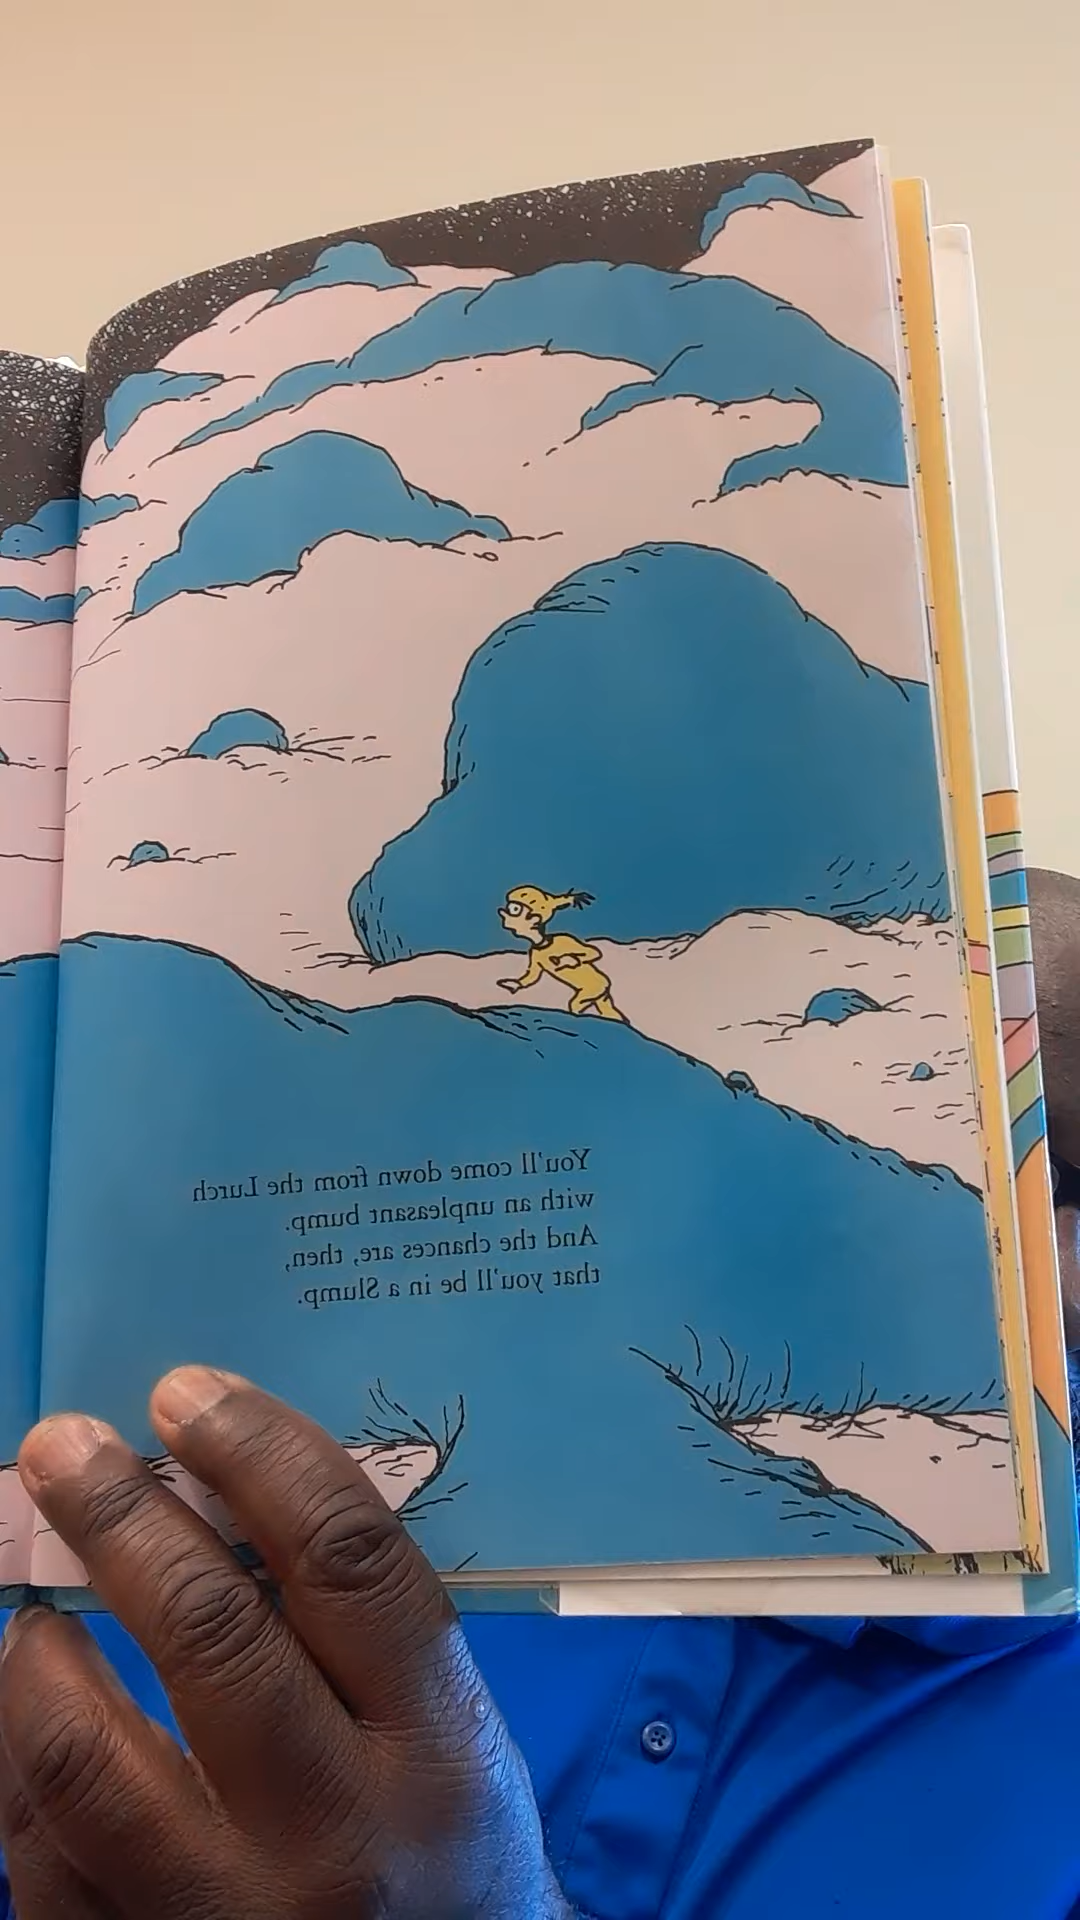 You'll come down from the Lurch
with an unpleasant bump.
And the chances are, then,
that you'll be in a Slump.